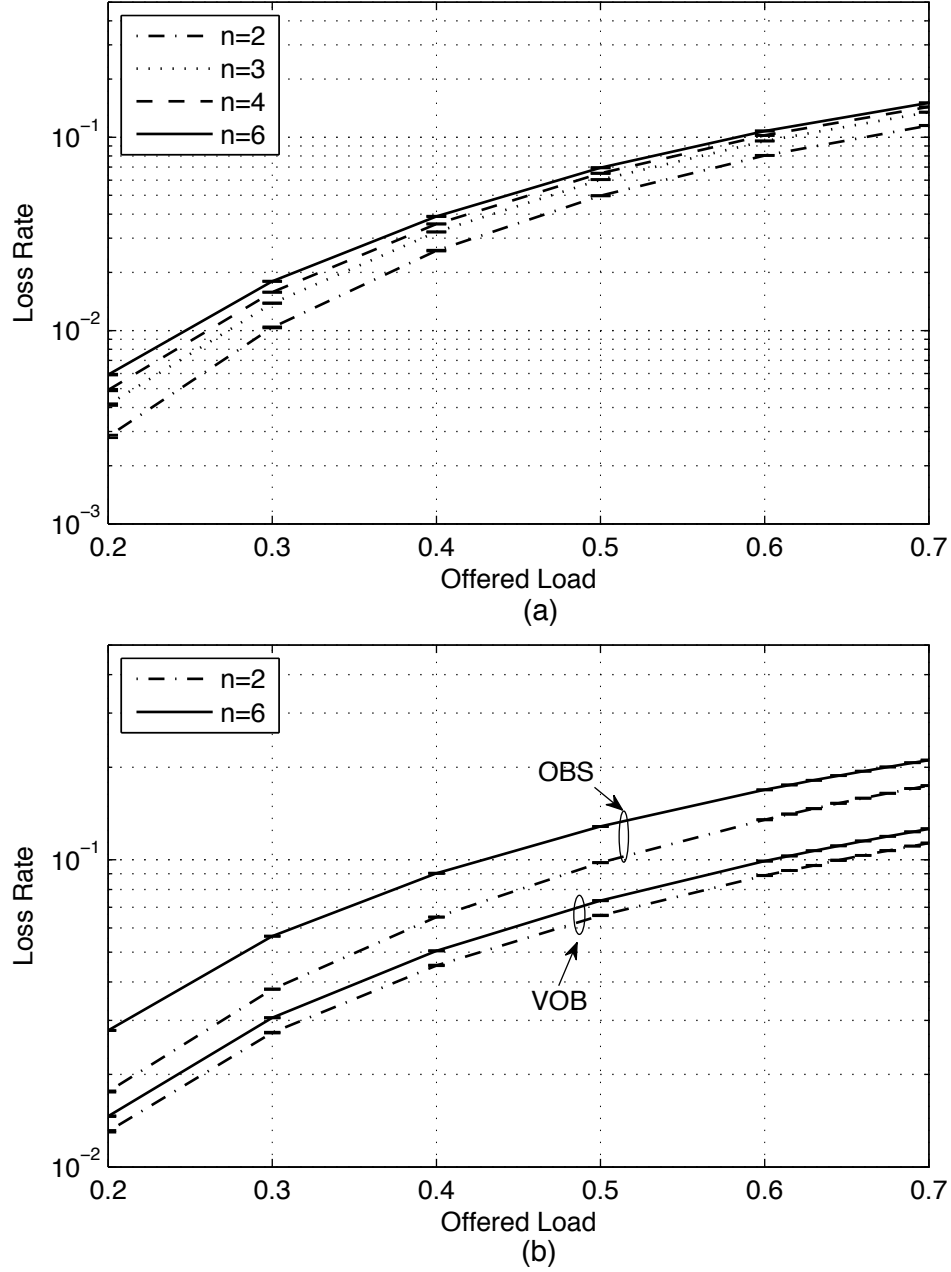 n=2
n=3
n=4
n=6
10⁻¹
10⁻²
10⁻³
Loss Rate
0.2 0.3 0.4 0.5 0.6 0.7
Offered Load
(a)
n=2
n=6
OBS
VOB
10⁻¹
10⁻²
Loss Rate
0.2 0.3 0.4 0.5 0.6 0.7
Offered Load
(b)